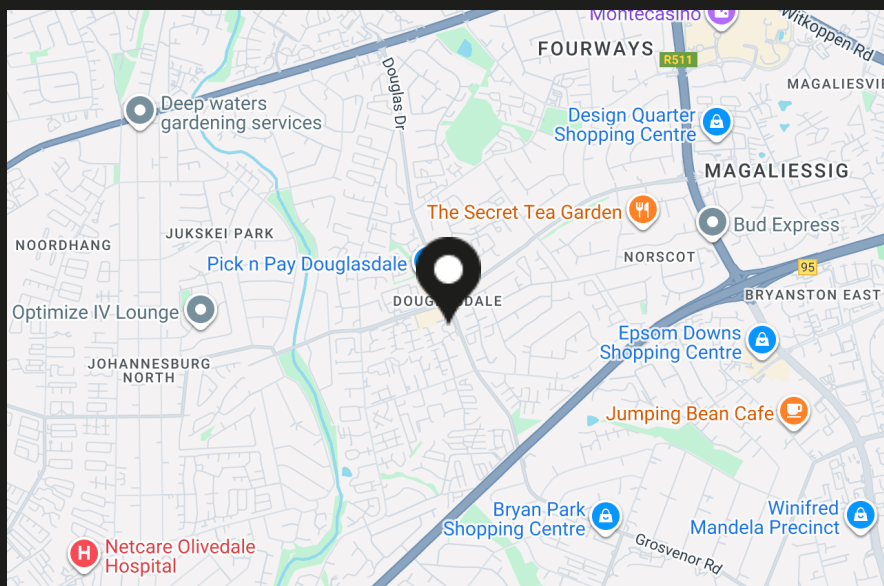 Montecasino
Witkoppen Rd
FOURWAYS
R511
Douglas Dr
MAGALIESVIE
Deep waters
gardening services
Design Quarter
Shopping Centre
MAGALIESSIG
The Secret Tea Garden
Bud Express
JUKSKEI PARK
NOORDHANG
Pick n Pay Douglasdale
NORSCOT
95
BRYANSTON EAST
Optimize IV Lounge
Epsom Downs
Shopping Centre
JOHANNESBURG
NORTH
Jumping Bean Cafe
Bryan Park
Shopping Centre
Winifred
Mandela Precinct
Grosvenor Rd
H
Netcare Olivedale
Hospital